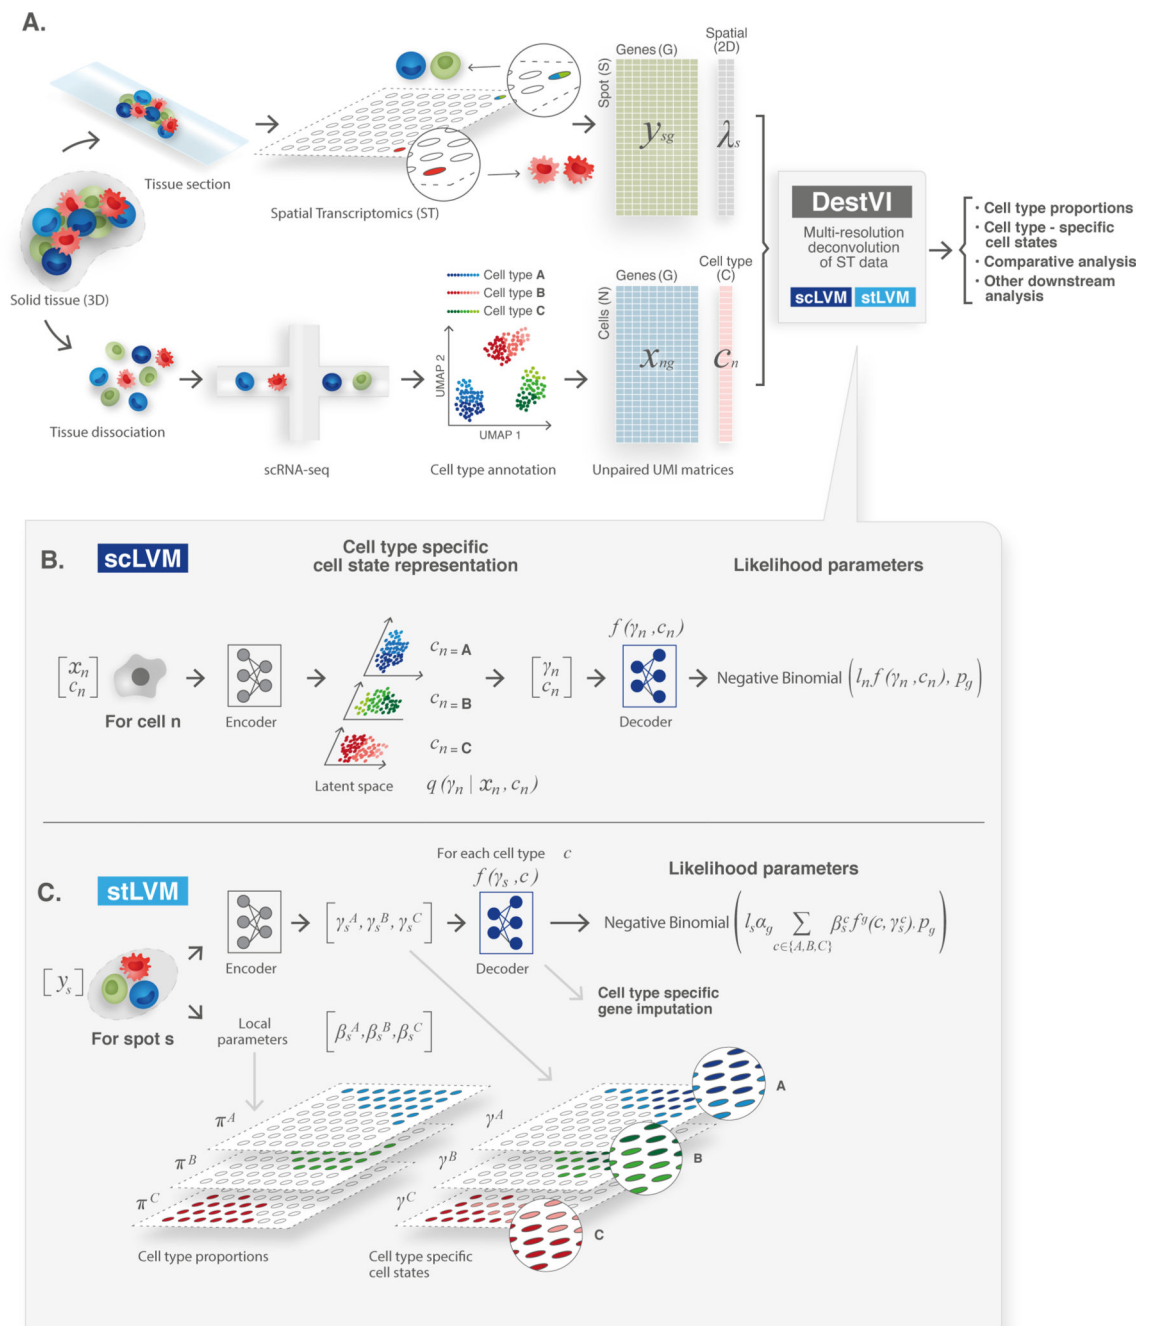 A.
Tissue section
Spatial Transcriptomics (ST)
Solid tissue (3D)
Genes (G)
Spatial
(2D)
Spot (S)
y_sg
λ_s
DestVI
Multi-resolution
deconvolution
of ST data
scLVM stLVM
· Cell type proportions
· Cell type - specific
cell states
· Comparative analysis
· Other downstream
analysis
Tissue dissociation
scRNA-seq
Cell type A
Cell type B
Cell type C
UMAP 2
UMAP 1
Cell type annotation
Genes (G)
Cell type
(C)
Cells (N)
x_ng
c_n
Unpaired UMI matrices
B.
scLVM
Cell type specific
cell state representation
Likelihood parameters
[x_n
c_n]
For cell n
Encoder
c_n = A
c_n = B
c_n = C
Latent space
q (γ_n | x_n, c_n)
[γ_n
c_n]
f (γ_n , c_n)
Decoder
Negative Binomial (l_n f (γ_n , c_n), p_g)
C.
stLVM
For each cell type c
Likelihood parameters
[y_s]
For spot s
Encoder
[γ_s^A, γ_s^B, γ_s^C]
f (γ_s , c)
Decoder
Negative Binomial (l_s α_g ∑ β_s^c f^g(c, γ_s^c). p_g)
c∈{A,B,C}
Cell type specific
gene imputation
Local
parameters
[β_s^A, β_s^B, β_s^C]
π^A
π^B
π^C
Cell type proportions
γ^A
γ^B
γ^C
A
B
C
Cell type specific
cell states